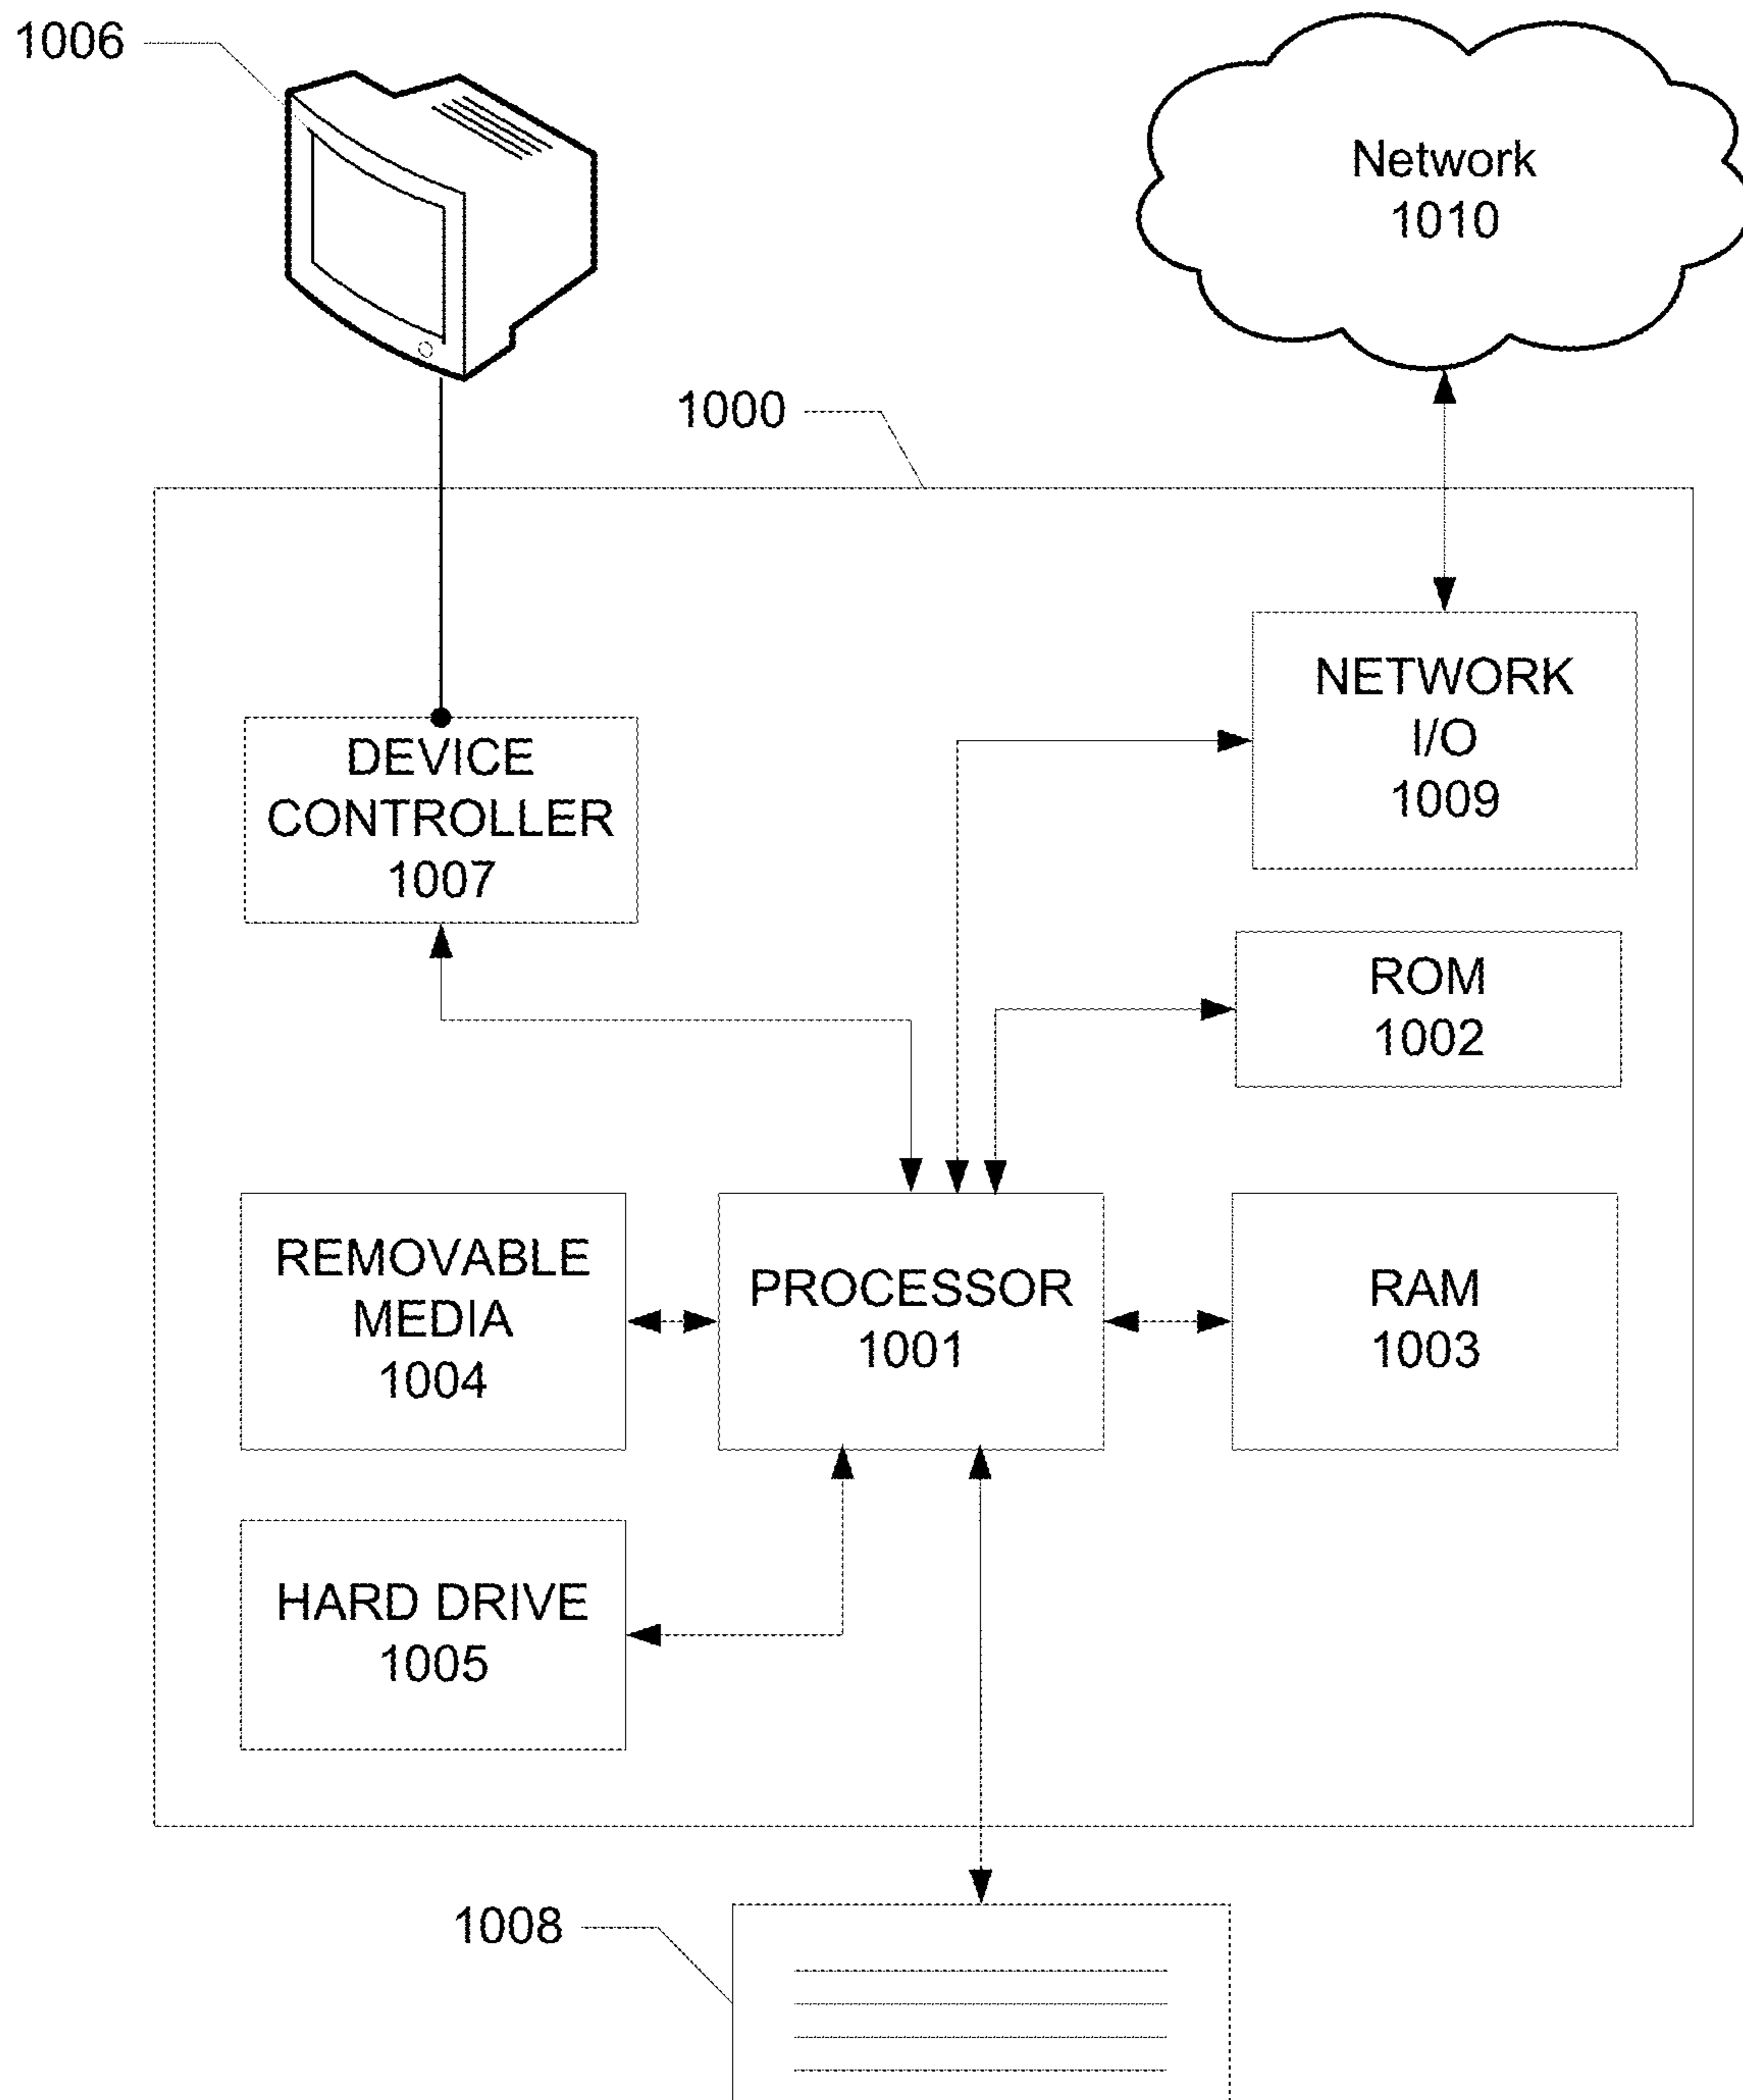 1006
Network
1010
1000
NETWORK
I/O
1009
DEVICE
CONTROLLER
1007
ROM
1002
REMOVABLE
MEDIA
1004
PROCESSOR
1001
RAM
1003
HARD DRIVE
1005
1008